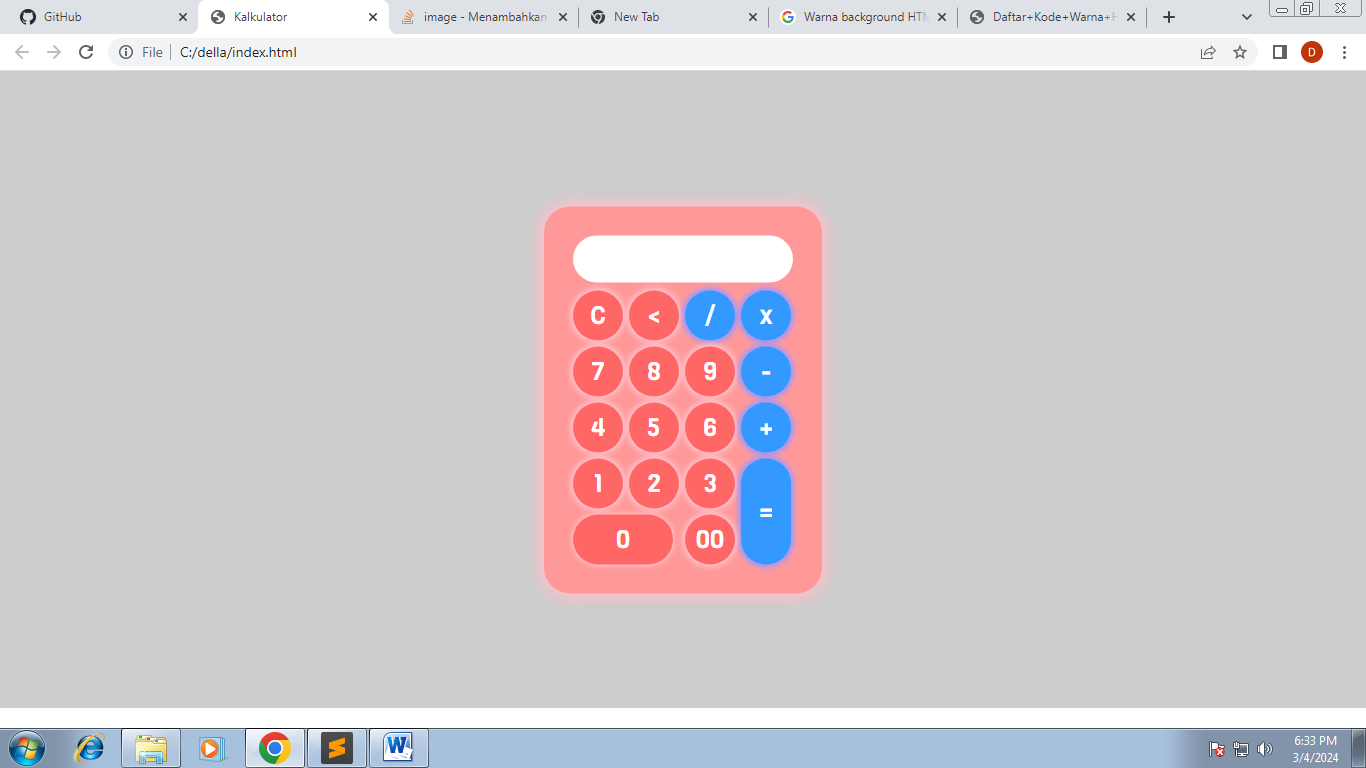 GitHub
Kalkulator
image - Menambahkan
New Tab
Warna background HTM
Daftar+Kode+Warna+H
File
C:/della/index.html
D
C < / x
7 8 9 -
4 5 6 +
1 2 3
=
0 00
6:33 PM
3/4/2024